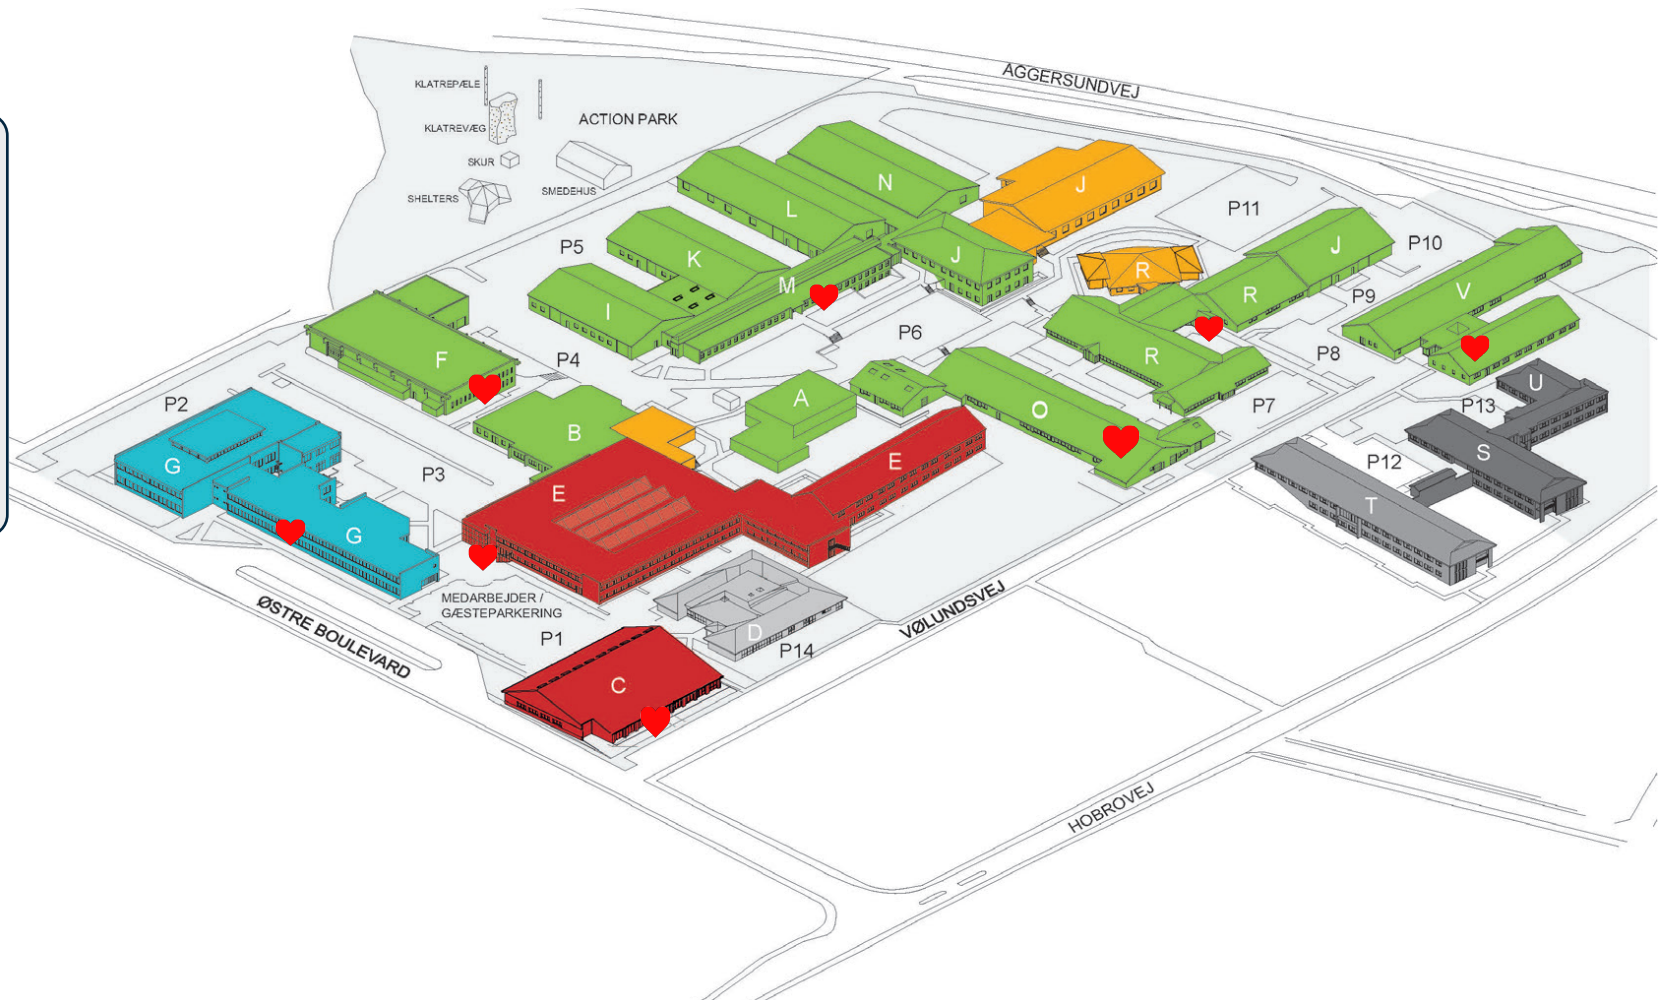 AGGERSUNDVEJ
KLATREPÆLE
KLATREVÆG
ACTION PARK
SKUR
SHELTERS
SMEDEHUS
N
J
L
P11
P5
K
J
J
P10
M
R
R
V
I
P9
P6
F
P4
R
P8
U
P2
A
O
P7
P13
B
G
P3
E
E
S
P12
T
G
MEDARBEJDER /
GÆSTEPARKERING
ØSTRE BOULEVARD
P1
D
P14
VØLUNDSVEJ
C
HOBROVEJ